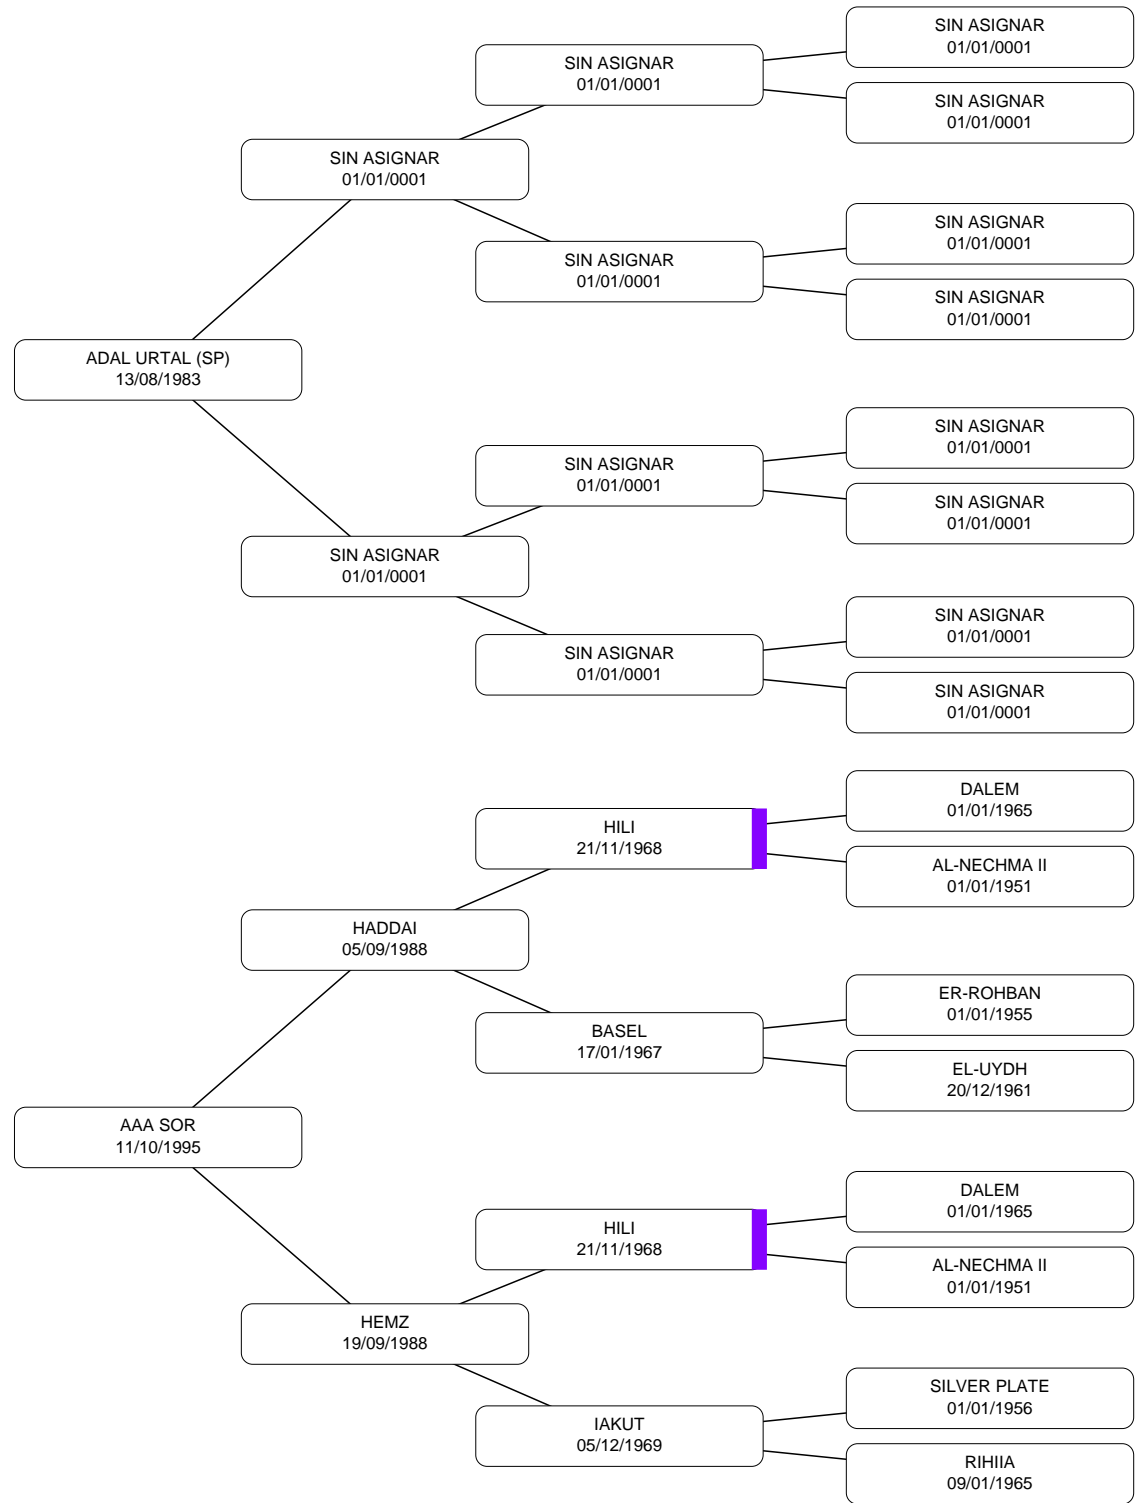 SIN ASIGNAR
01/01/0001
SIN ASIGNAR
01/01/0001
SIN ASIGNAR
01/01/0001
SIN ASIGNAR
01/01/0001
SIN ASIGNAR
01/01/0001
SIN ASIGNAR
01/01/0001
SIN ASIGNAR
01/01/0001
ADAL URTAL (SP)
13/08/1983
SIN ASIGNAR
01/01/0001
SIN ASIGNAR
01/01/0001
SIN ASIGNAR
01/01/0001
SIN ASIGNAR
01/01/0001
SIN ASIGNAR
01/01/0001
SIN ASIGNAR
01/01/0001
SIN ASIGNAR
01/01/0001
DALEM
01/01/1965
HILI
21/11/1968
AL-NECHMA II
01/01/1951
HADDAI
05/09/1988
ER-ROHBAN
01/01/1955
BASEL
17/01/1967
EL-UYDH
20/12/1961
AAA SOR
11/10/1995
DALEM
01/01/1965
HILI
21/11/1968
AL-NECHMA II
01/01/1951
HEMZ
19/09/1988
SILVER PLATE
01/01/1956
IAKUT
05/12/1969
RIHIIA
09/01/1965